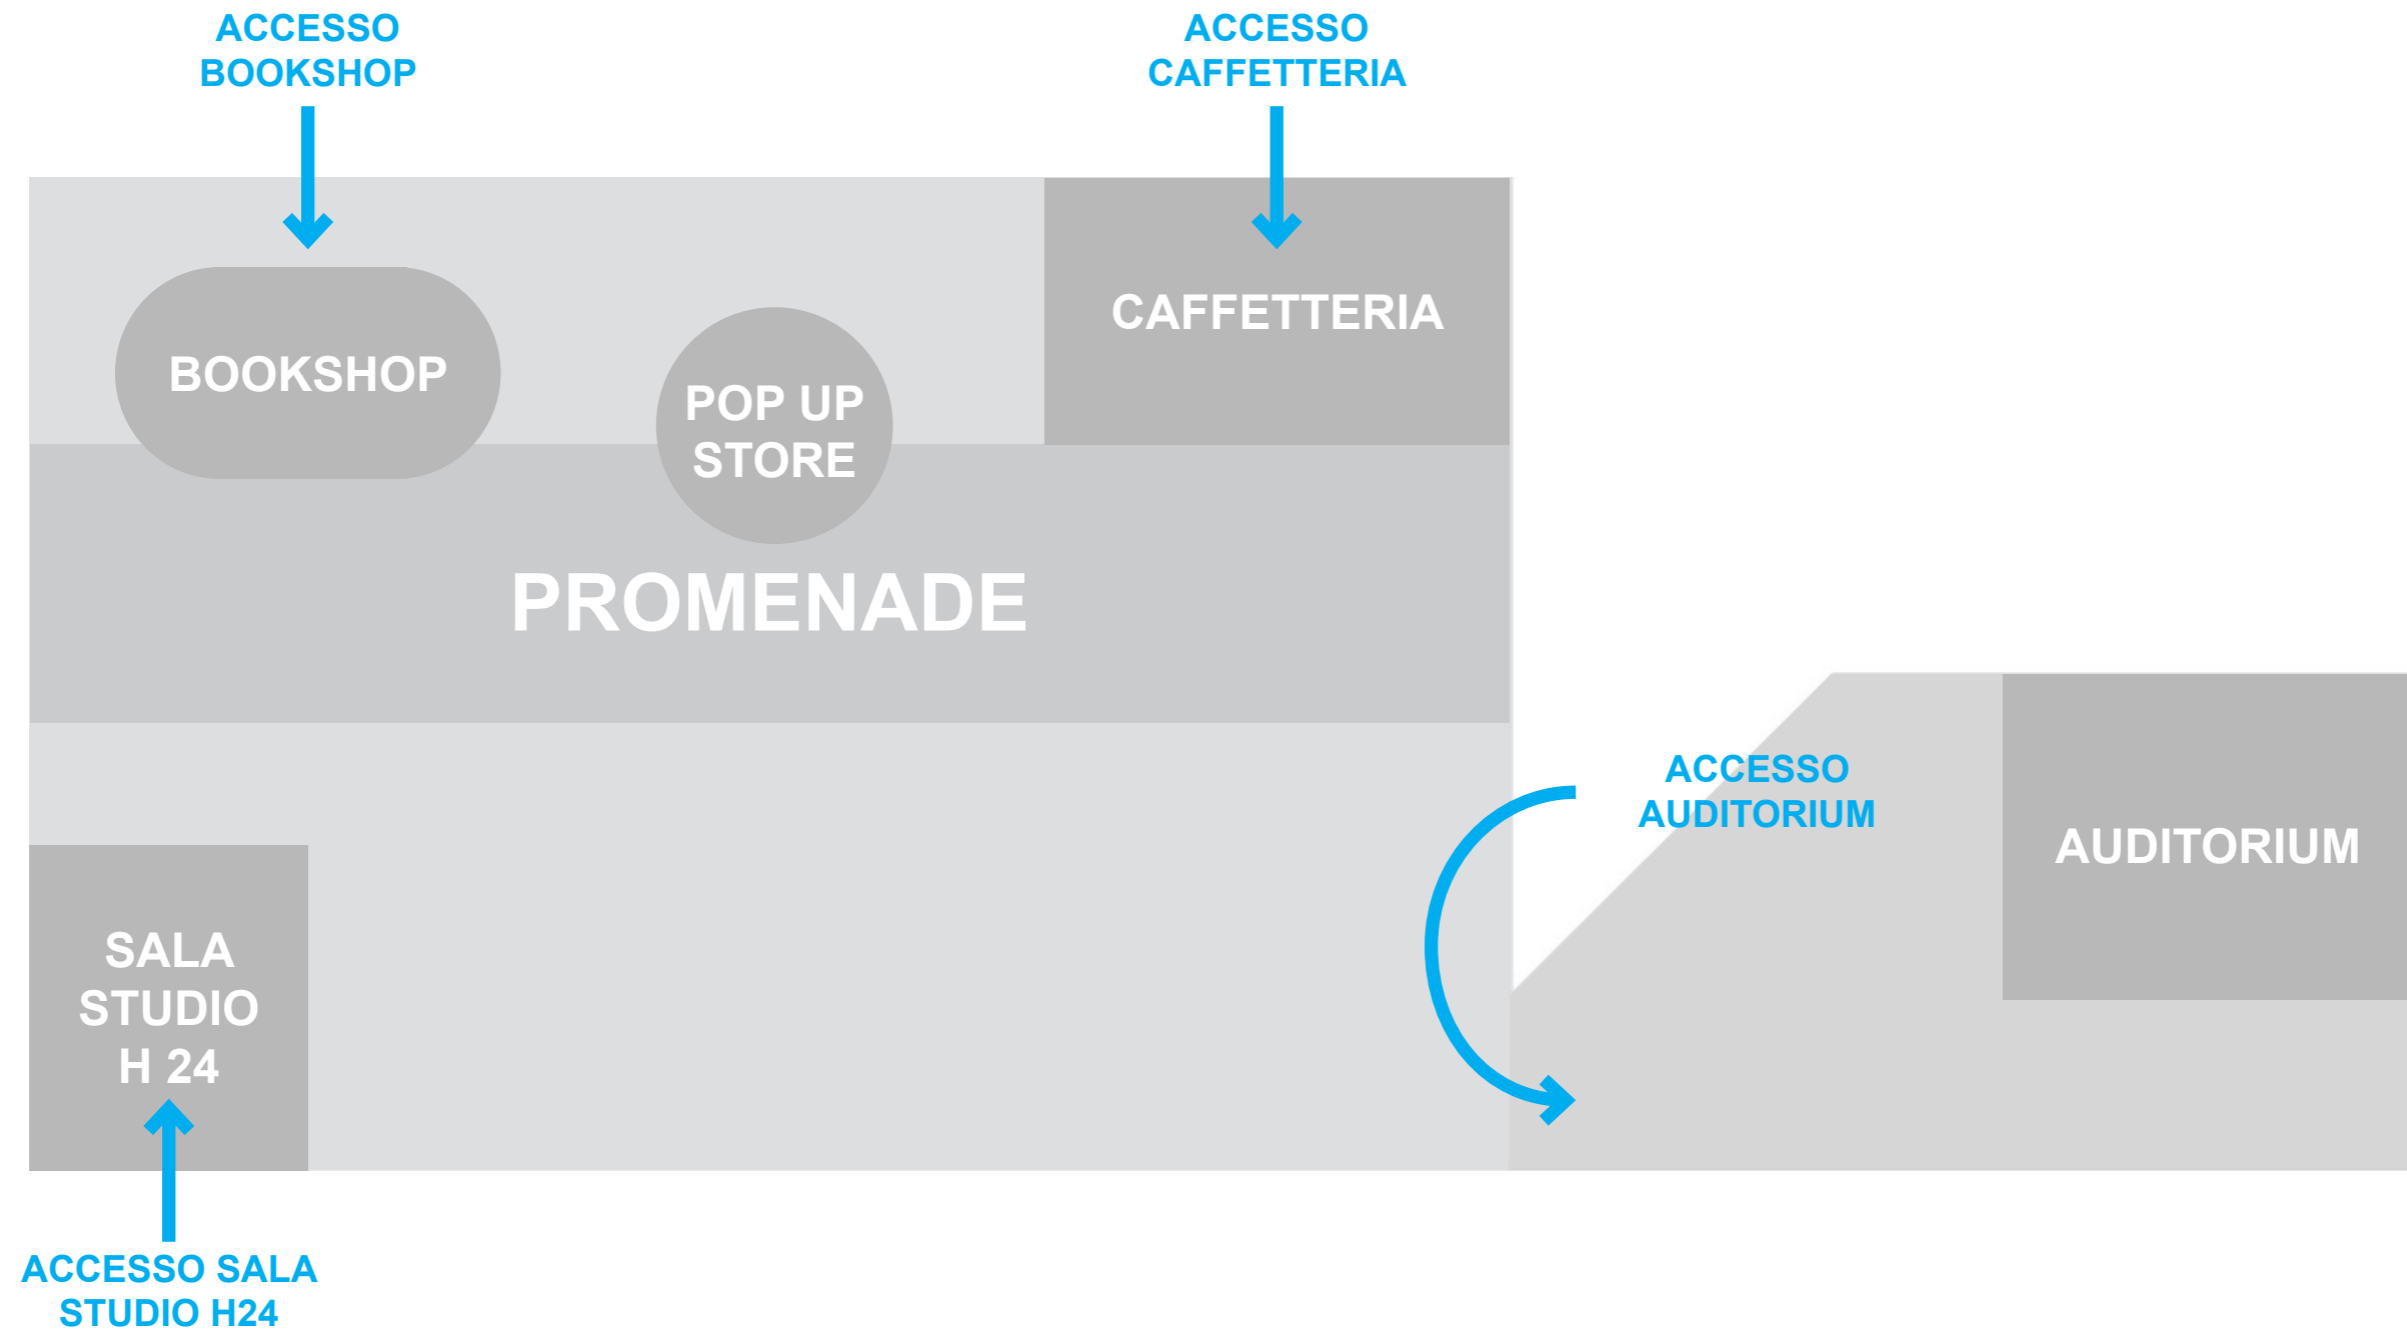 ACCESSO
BOOKSHOP
ACCESSO
CAFFETTERIA
BOOKSHOP
POP UP
STORE
CAFFETTERIA
PROMENADE
ACCESSO
AUDITORIUM
AUDITORIUM
SALA
STUDIO
H 24
ACCESSO SALA
STUDIO H24